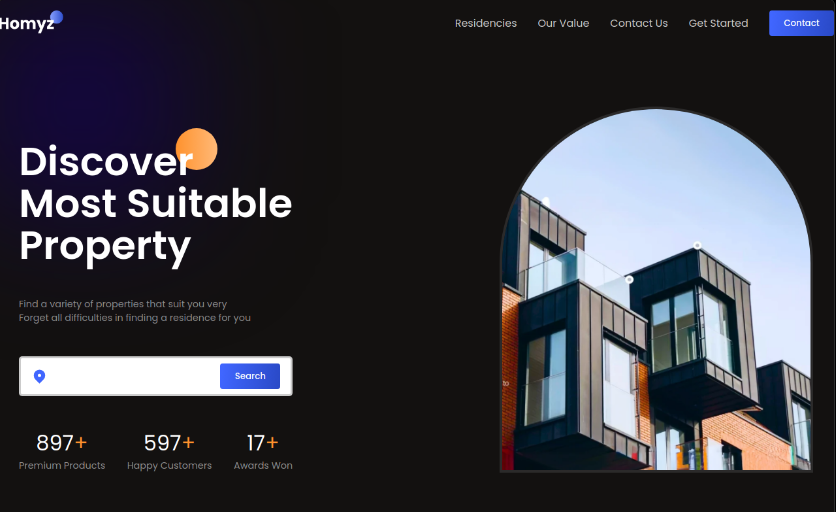 Homyz
Residencies Our Value Contact Us Get Started Contact
Discover
Most Suitable
Property
Find a variety of properties that suit you very
Forget all difficulties in finding a residence for you
Search
897+ 597+ 17+
Premium Products Happy Customers Awards Won
to